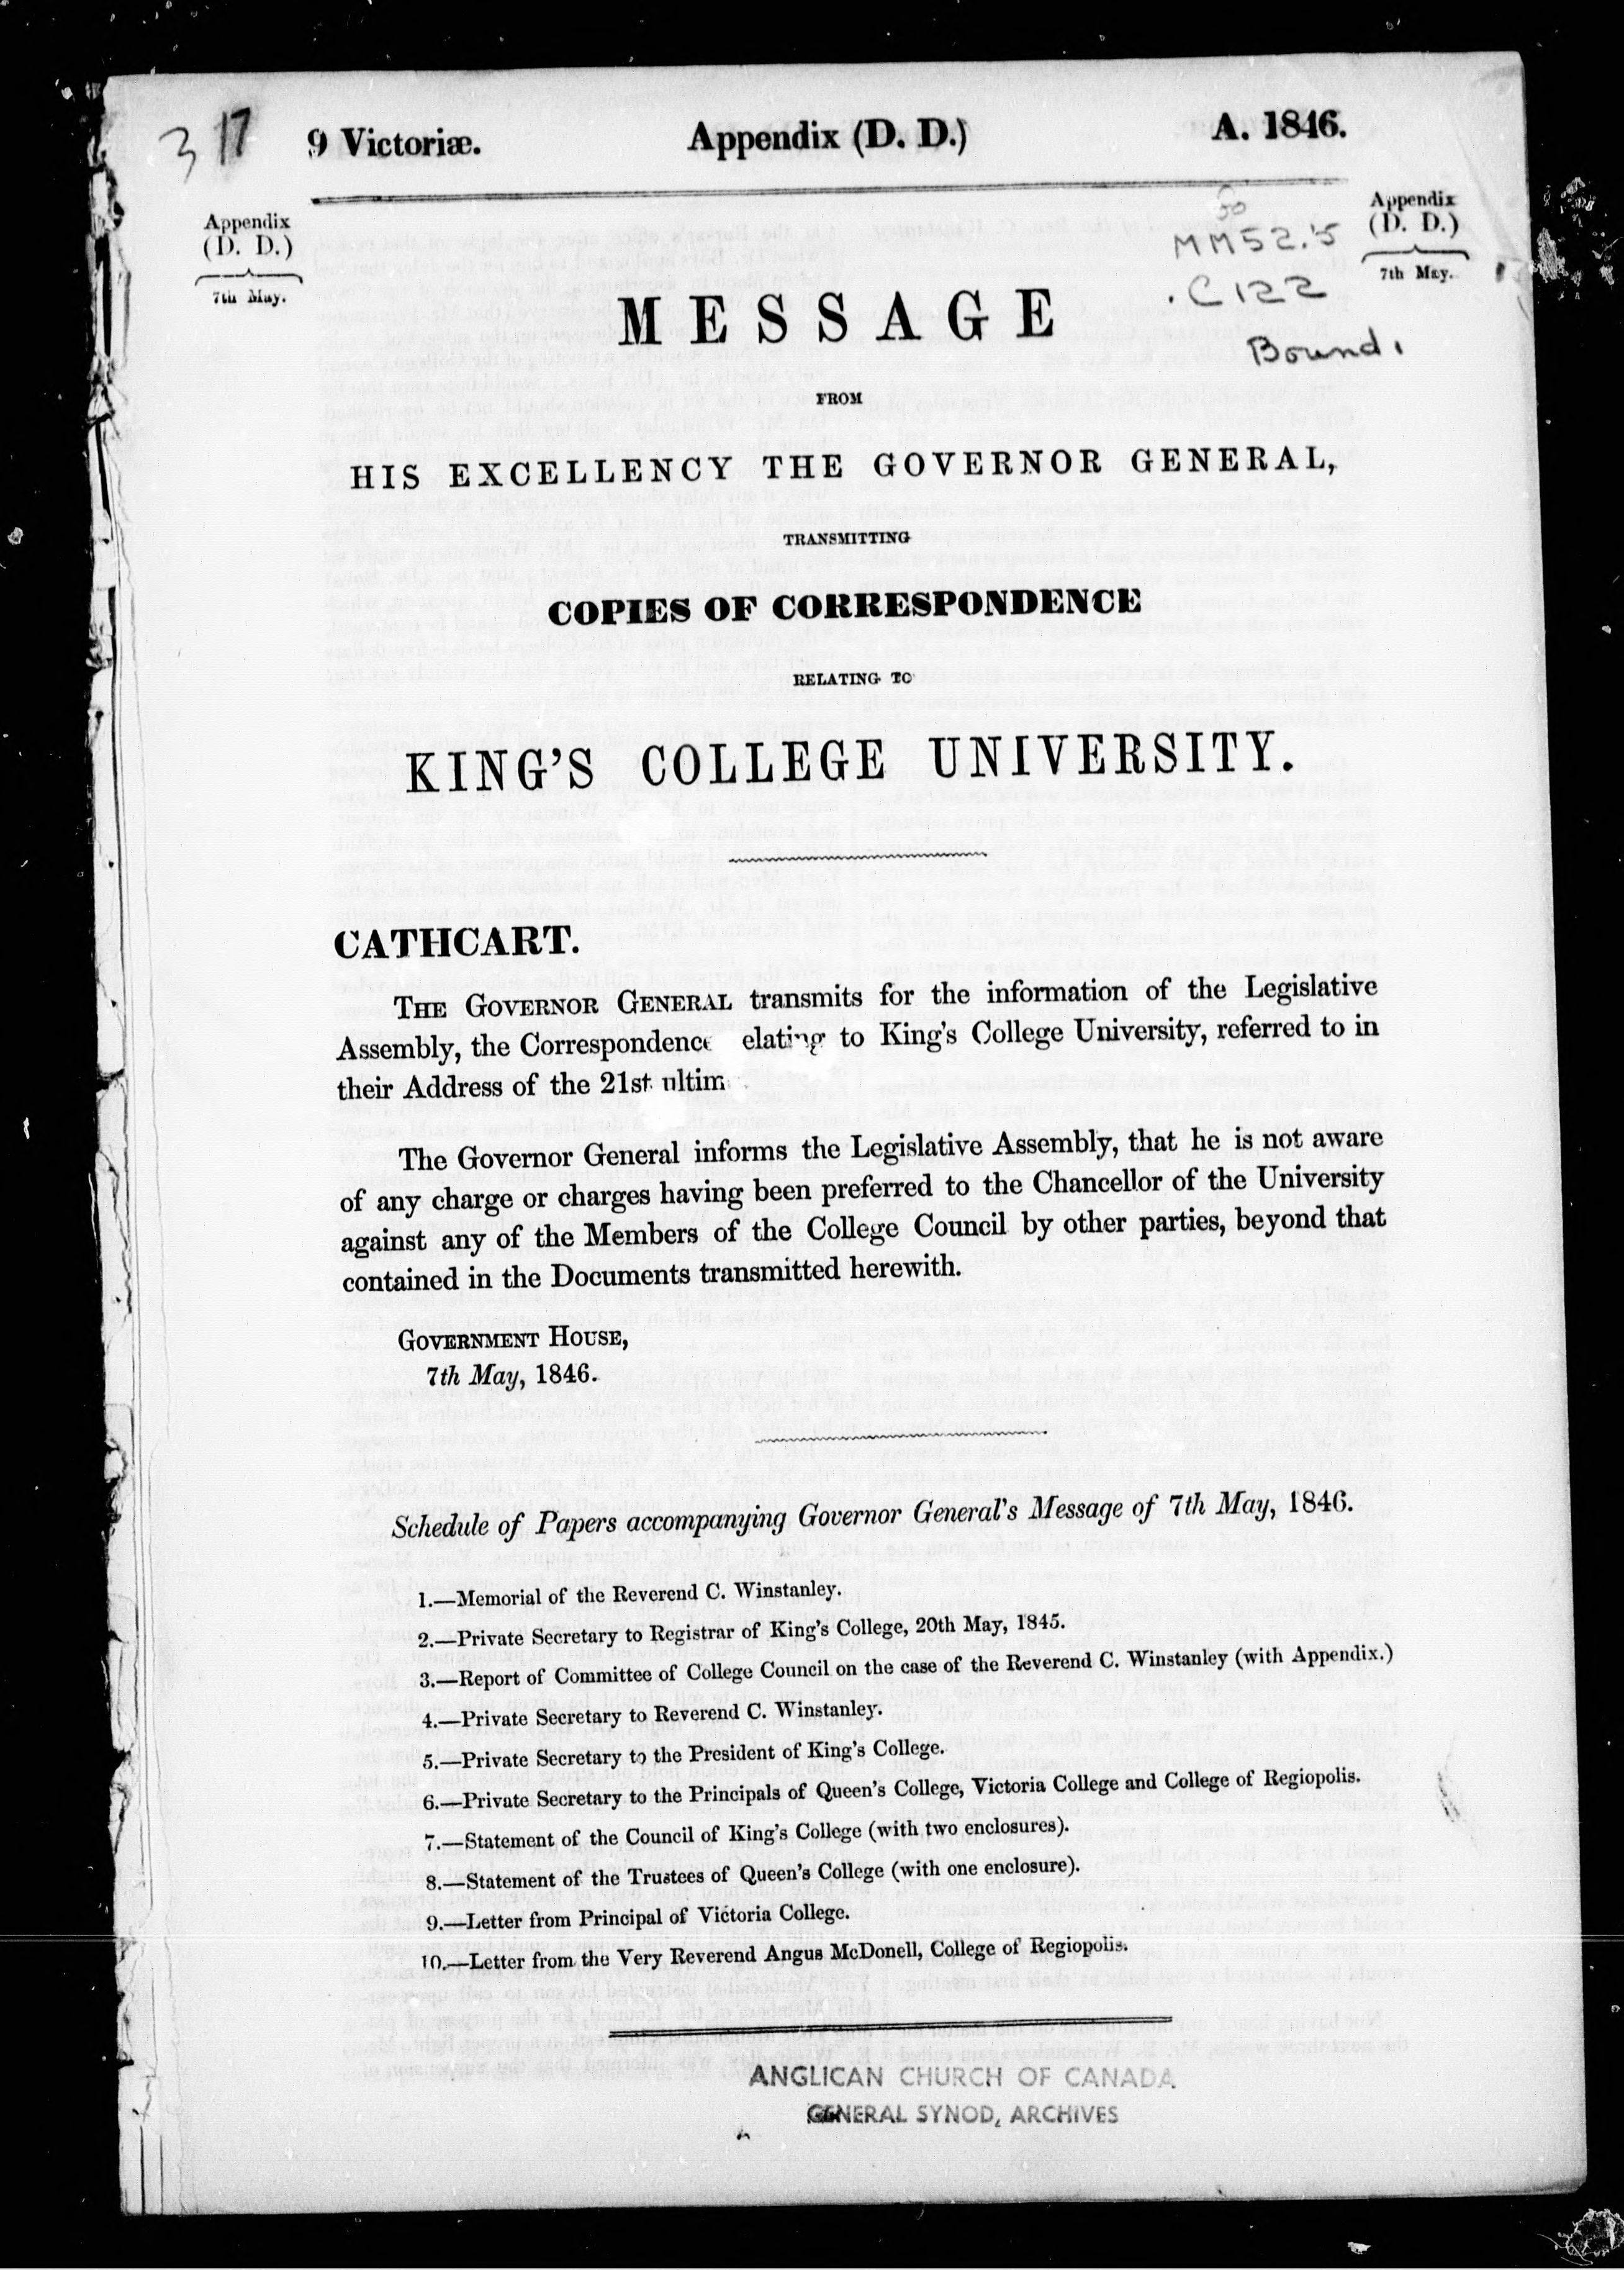 317
9 Victoriæ. Appendix (D. D.) A. 1846.
Appendix
(D. D.)
7th May.
Appendix
(D. D.)
7th May.
MM52.5
.C122
Bound.
MESSAGE
FROM
HIS EXCELLENCY THE GOVERNOR GENERAL,
TRANSMITTING
COPIES OF CORRESPONDENCE
RELATING TO
KING'S COLLEGE UNIVERSITY.
CATHCART.
THE GOVERNOR GENERAL transmits for the information of the Legislative
Assembly, the Correspondence elating to King's College University, referred to in
their Address of the 21st ultim
The Governor General informs the Legislative Assembly, that he is not aware
of any charge or charges having been preferred to the Chancellor of the University
against any of the Members of the College Council by other parties, beyond that
contained in the Documents transmitted herewith.
GOVERNMENT HOUSE,
7th May, 1846.
Schedule of Papers accompanying Governor General's Message of 7th May, 1846.
1.—Memorial of the Reverend C. Winstanley.
2.—Private Secretary to Registrar of King's College, 20th May, 1845.
3.—Report of Committee of College Council on the case of the Reverend C. Winstanley (with Appendix.)
4.—Private Secretary to Reverend C. Winstanley.
5.—Private Secretary to the President of King's College.
6.—Private Secretary to the Principals of Queen's College, Victoria College and College of Regiopolis.
7.—Statement of the Council of King's College (with two enclosures).
8.—Statement of the Trustees of Queen's College (with one enclosure).
9.—Letter from Principal of Victoria College.
10.—Letter from the Very Reverend Angus McDonell, College of Regiopolis.
ANGLICAN CHURCH OF CANADA
GENERAL SYNOD, ARCHIVES